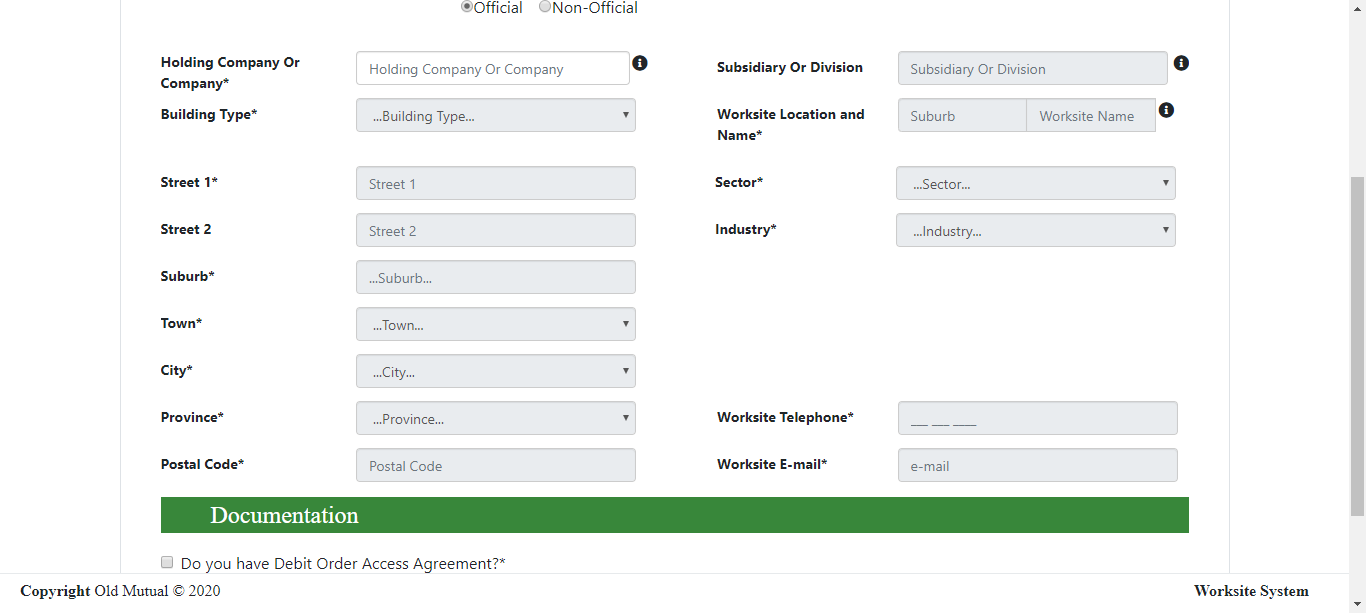 Official Non-Official
Holding Company Or
Company*
Holding Company Or Company
Subsidiary Or Division
Subsidiary Or Division
Building Type*
...Building Type...
Worksite Location and
Name*
Suburb
Worksite Name
Street 1*
Street 1
Sector*
...Sector...
Street 2
Street 2
Industry*
...Industry...
Suburb*
...Suburb...
Town*
...Town...
City*
...City...
Province*
...Province...
Worksite Telephone*
___ ___ ____
Postal Code*
Postal Code
Worksite E-mail*
e-mail
Documentation
Do you have Debit Order Access Agreement?*
Copyright Old Mutual © 2020
Worksite System